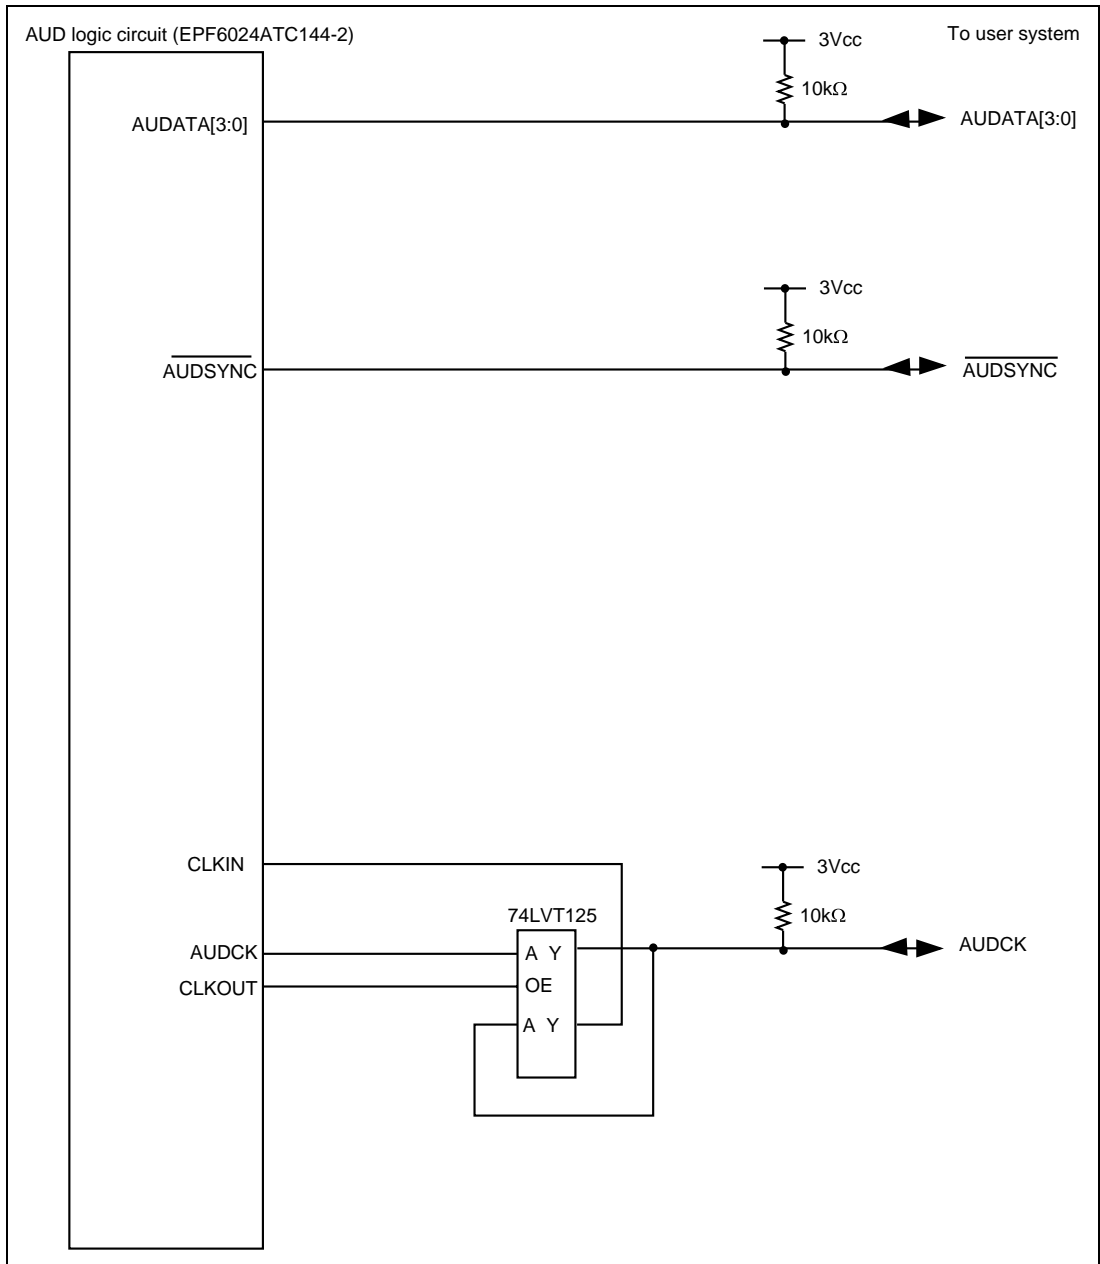 AUD logic circuit (EPF6024ATC144-2)
3Vcc
To user system
10kΩ
AUDATA[3:0]
AUDATA[3:0]
3Vcc
10kΩ
AUDSYNC
AUDSYNC
CLKIN
3Vcc
74LVT125
10kΩ
AUDCK
A Y
AUDCK
CLKOUT
OE
A Y